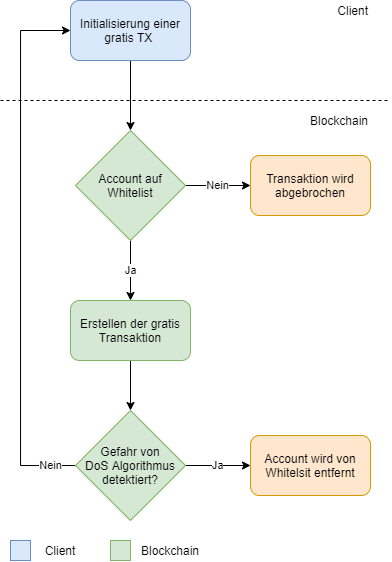 Client
Initialisierung einer
gratis TX
Blockchain
Account auf
Whitelist
Nein
Transaktion wird
abgebrochen
Ja
Erstellen der gratis
Transaktion
Gefahr von
DoS Algorithmus
detektiert?
Nein
Ja
Account wird von
Whitelsit entfernt
Client
Blockchain